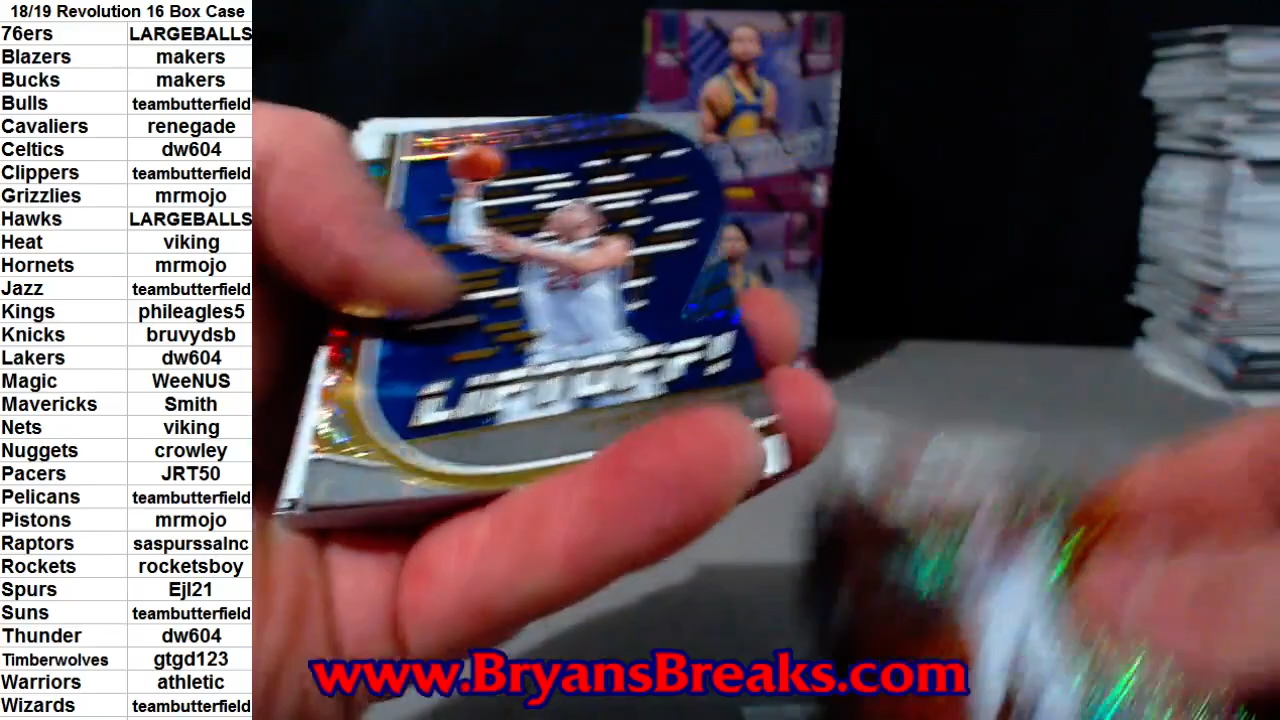 18/19 Revolution 16 Box Case
76ers LARGEBALLS
Blazers makers
Bucks makers
Bulls teambutterfield
Cavaliers renegade
Celtics dw604
Clippers teambutterfield
Grizzlies mrmojo
Hawks LARGEBALLS
Heat viking
Hornets mrmojo
Jazz teambutterfield
Kings phileagles5
Knicks bruvydsb
Lakers dw604
Magic WeeNUS
Mavericks Smith
Nets viking
Nuggets crowley
Pacers JRT50
Pelicans teambutterfield
Pistons mrmojo
Raptors saspurssalnc
Rockets rocketsboy
Spurs Ejl21
Suns teambutterfield
Thunder dw604
Timberwolves gtgd123
Warriors athletic
Wizards teambutterfield
LIFTOFF!
www.BryansBreaks.com